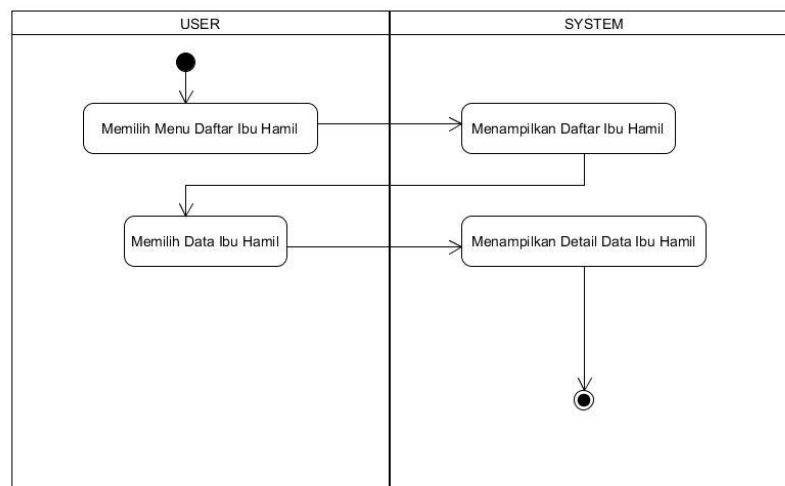 USER
SYSTEM
Memilih Menu Daftar Ibu Hamil
Menampilkan Daftar Ibu Hamil
Memilih Data Ibu Hamil
Menampilkan Detail Data Ibu Hamil